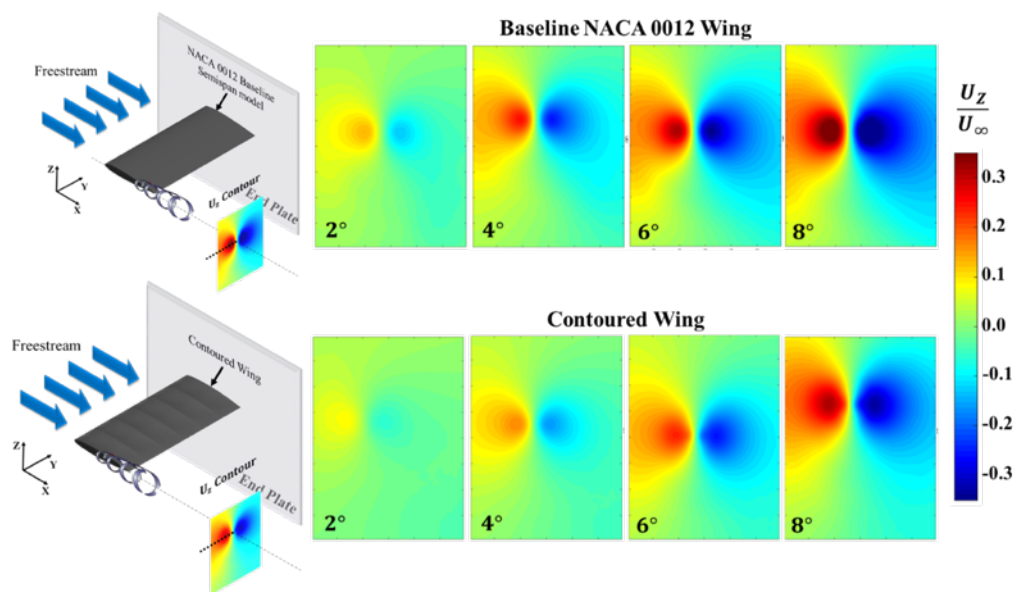 Baseline NACA 0012 Wing
NACA 0012 Baseline
Semispan model
Freestream
Z
Y
X
U_z Contour
End Plate
2°
4°
6°
8°
U_Z
U_∞
0.3
0.2
0.1
0.0
-0.1
-0.2
-0.3
Contoured Wing
Contoured Wing
Freestream
Z
Y
X
U_z Contour
End Plate
2°
4°
6°
8°